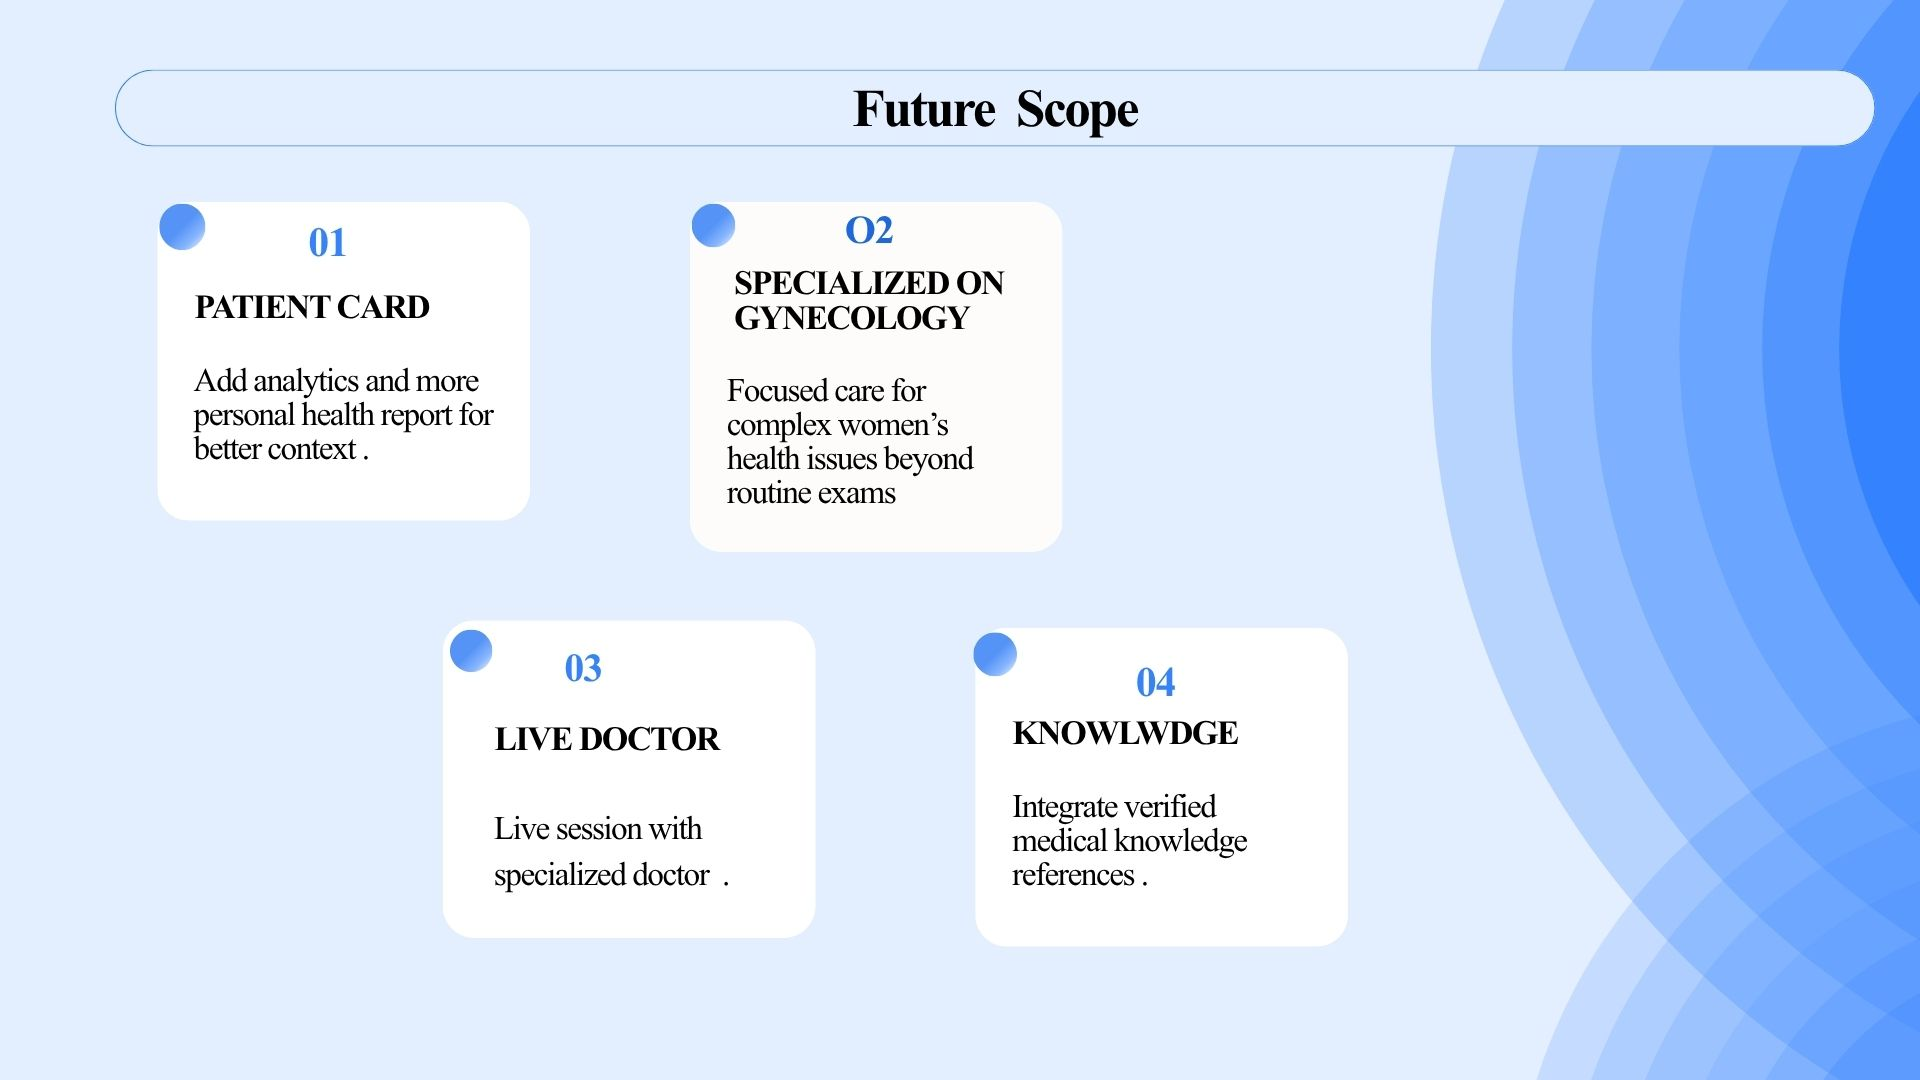 Future Scope
01
PATIENT CARD
Add analytics and more
personal health report for
better context .
O2
SPECIALIZED ON
GYNECOLOGY
Focused care for
complex women’s
health issues beyond
routine exams
03
LIVE DOCTOR
Live session with
specialized doctor .
04
KNOWLWDGE
Integrate verified
medical knowledge
references .